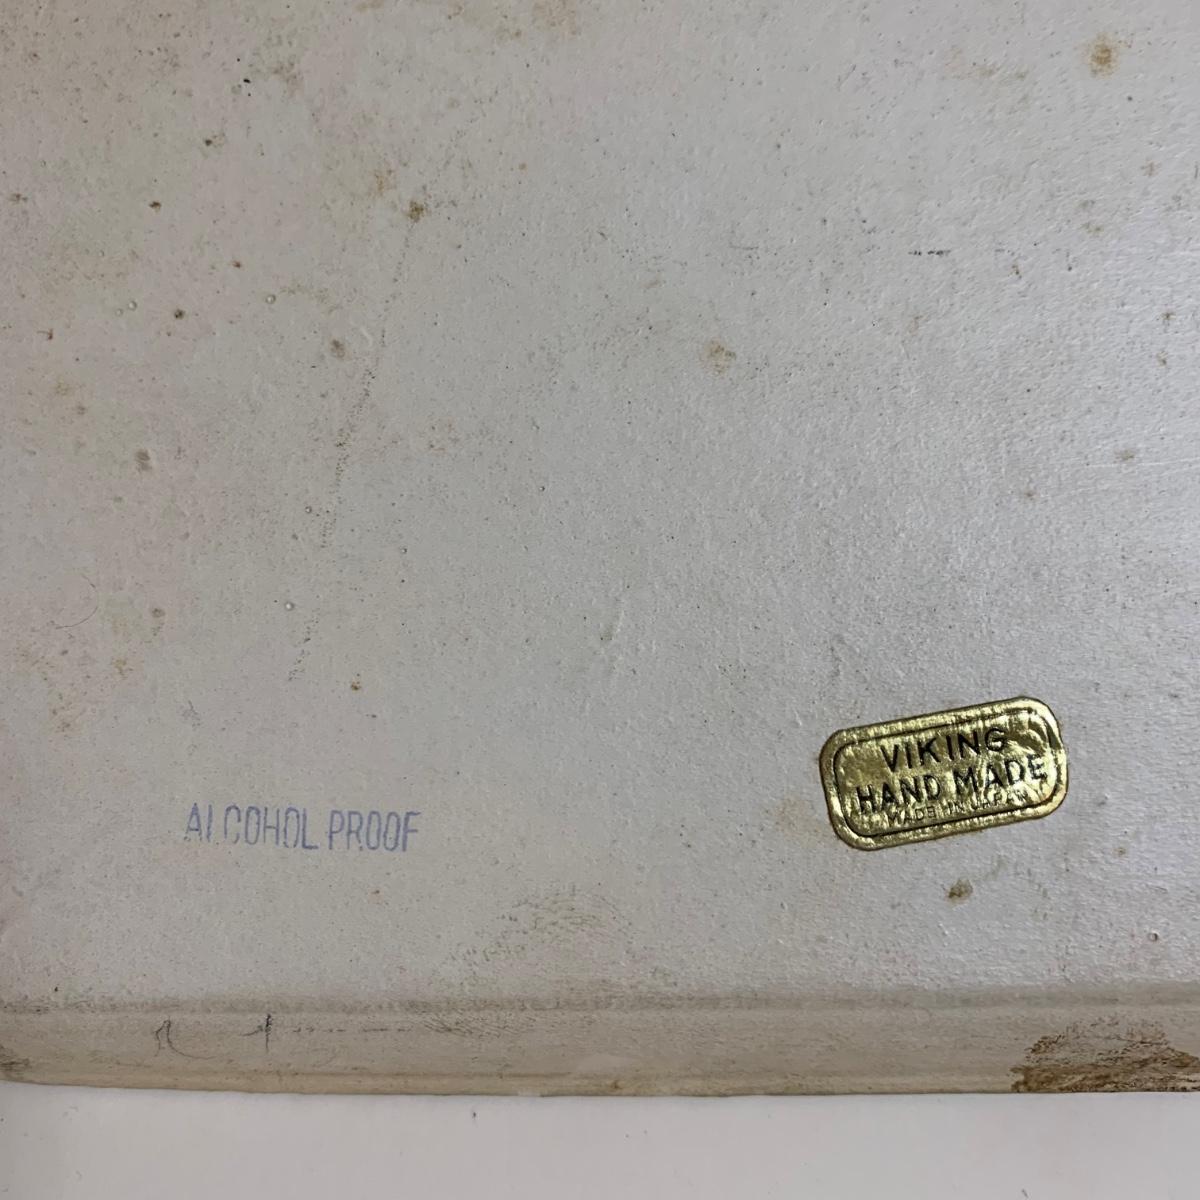 VIKING
HAND MADE
MADE IN JAPAN
ALCOHOL PROOF